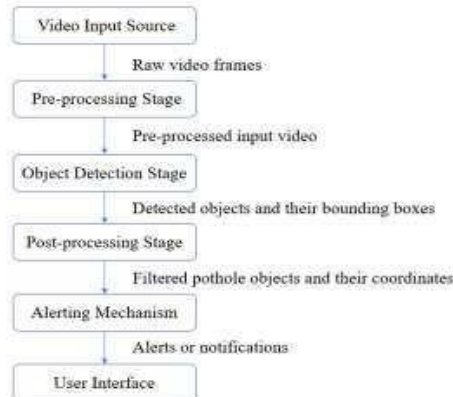 Video Input Source
Raw video frames
Pre-processing Stage
Pre-processed input video
Object Detection Stage
Detected objects and their bounding boxes
Post-processing Stage
Filtered pothole objects and their coordinates
Alerting Mechanism
Alerts or notifications
User Interface